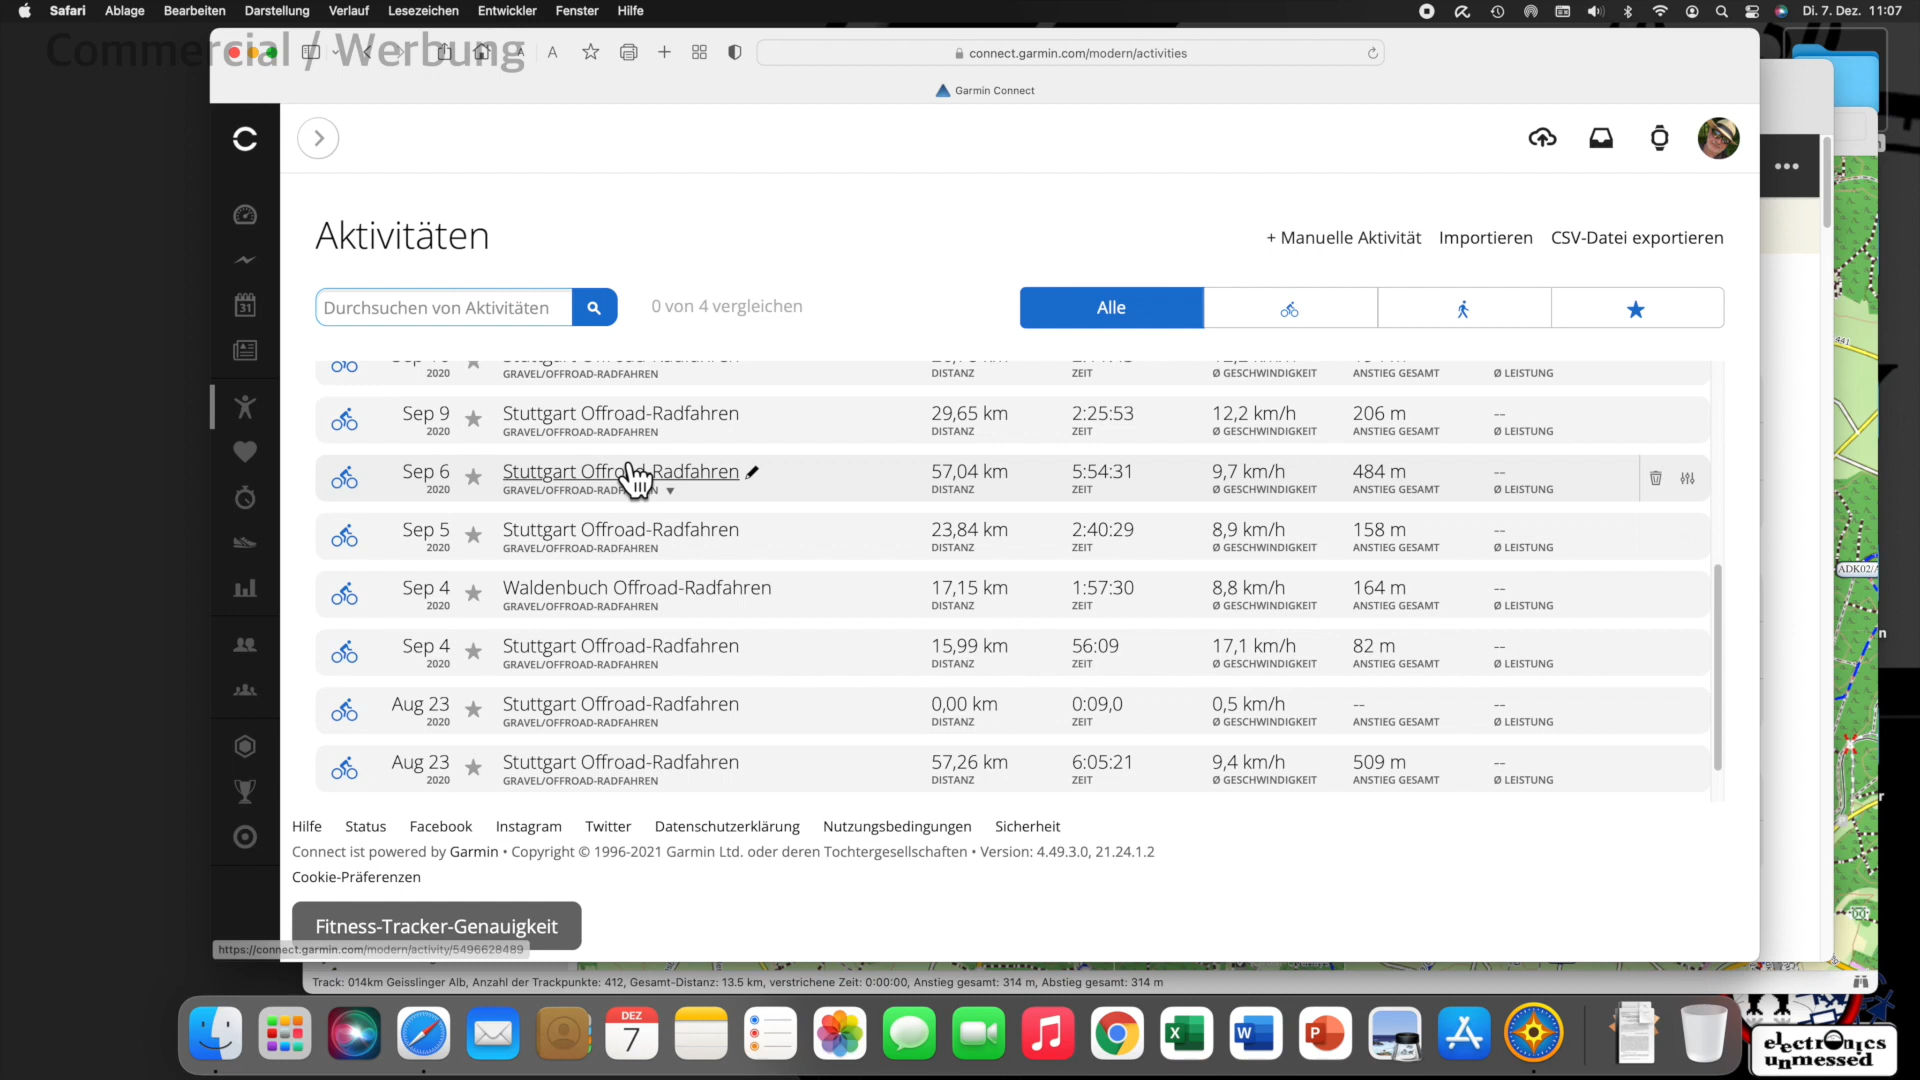 Safari Ablage Bearbeiten Darstellung Verlauf Lesezeichen Entwickler Fenster Hilfe Di. 7. Dez. 11:07
Commercial / Werbung
connect.garmin.com/modern/activities
Garmin Connect
Aktivitäten
+ Manuelle Aktivität Importieren CSV-Datei exportieren
Durchsuchen von Aktivitäten 0 von 4 vergleichen Alle
2020 GRAVEL/OFFROAD-RADFAHREN DISTANZ ZEIT Ø GESCHWINDIGKEIT ANSTIEG GESAMT Ø LEISTUNG
Sep 9 Stuttgart Offroad-Radfahren 29,65 km 2:25:53 12,2 km/h 206 m --
2020 GRAVEL/OFFROAD-RADFAHREN DISTANZ ZEIT Ø GESCHWINDIGKEIT ANSTIEG GESAMT Ø LEISTUNG
Sep 6 Stuttgart Offroad-Radfahren 57,04 km 5:54:31 9,7 km/h 484 m --
2020 GRAVEL/OFFROAD-RADFAHREN DISTANZ ZEIT Ø GESCHWINDIGKEIT ANSTIEG GESAMT Ø LEISTUNG
Sep 5 Stuttgart Offroad-Radfahren 23,84 km 2:40:29 8,9 km/h 158 m --
2020 GRAVEL/OFFROAD-RADFAHREN DISTANZ ZEIT Ø GESCHWINDIGKEIT ANSTIEG GESAMT Ø LEISTUNG
Sep 4 Waldenbuch Offroad-Radfahren 17,15 km 1:57:30 8,8 km/h 164 m --
2020 GRAVEL/OFFROAD-RADFAHREN DISTANZ ZEIT Ø GESCHWINDIGKEIT ANSTIEG GESAMT Ø LEISTUNG
Sep 4 Stuttgart Offroad-Radfahren 15,99 km 56:09 17,1 km/h 82 m --
2020 GRAVEL/OFFROAD-RADFAHREN DISTANZ ZEIT Ø GESCHWINDIGKEIT ANSTIEG GESAMT Ø LEISTUNG
Aug 23 Stuttgart Offroad-Radfahren 0,00 km 0:09,0 0,5 km/h -- --
2020 GRAVEL/OFFROAD-RADFAHREN DISTANZ ZEIT Ø GESCHWINDIGKEIT ANSTIEG GESAMT Ø LEISTUNG
Aug 23 Stuttgart Offroad-Radfahren 57,26 km 6:05:21 9,4 km/h 509 m --
2020 GRAVEL/OFFROAD-RADFAHREN DISTANZ ZEIT Ø GESCHWINDIGKEIT ANSTIEG GESAMT Ø LEISTUNG
Hilfe Status Facebook Instagram Twitter Datenschutzerklärung Nutzungsbedingungen Sicherheit
Connect ist powered by Garmin • Copyright © 1996-2021 Garmin Ltd. oder deren Tochtergesellschaften • Version: 4.49.3.0, 21.24.1.2
Cookie-Präferenzen
Fitness-Tracker-Genauigkeit
https://connect.garmin.com/modern/activity/5496628489
Track: 014km Geisslinger Alb, Anzahl der Trackpunkte: 412, Gesamt-Distanz: 13.5 km, verstrichene Zeit: 0:00:00, Anstieg gesamt: 314 m, Abstieg gesamt: 314 m
DEZ
7
electronics
unmessed